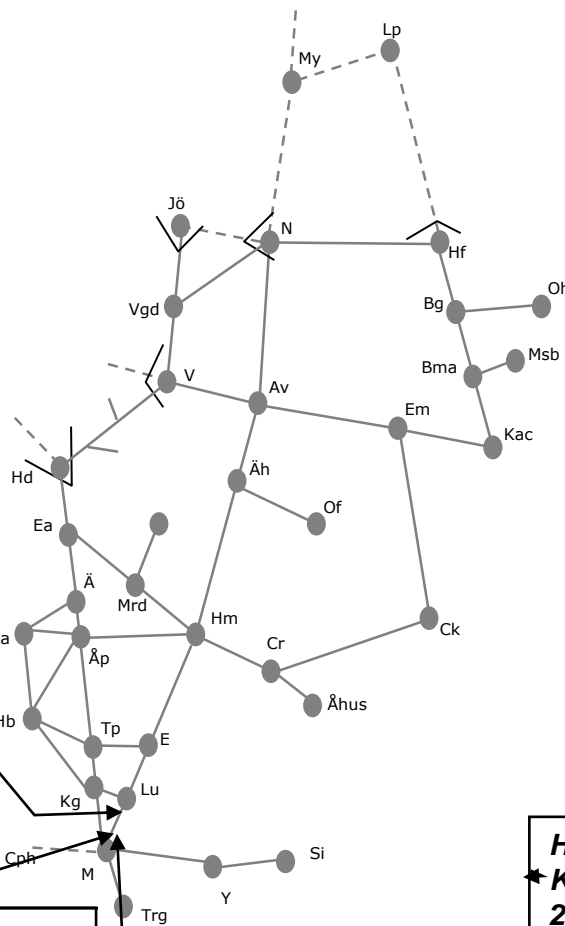 Lp
My
Jö
N
Hf
Oh
Bg
Vgd
Msb
Bma
V
Av
Em
Kac
Hd
Äh
Of
Ea
Ä
Mrd
Hm
a
Åp
Cr
Ck
Åhus
Hb
Tp
E
Kg
Lu
Cph
M
Si
Y
Trg
H
K
2